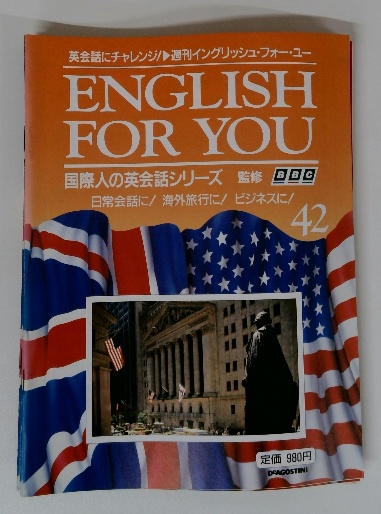 英会話にチャレンジ!▶週刊イングリッシュ・フォー・ユー
ENGLISH
FOR YOU
国際人の英会話シリーズ 監修 BBC
日常会話に! 海外旅行に! ビジネスに!
42
定価 980円
DEAGOSTINI